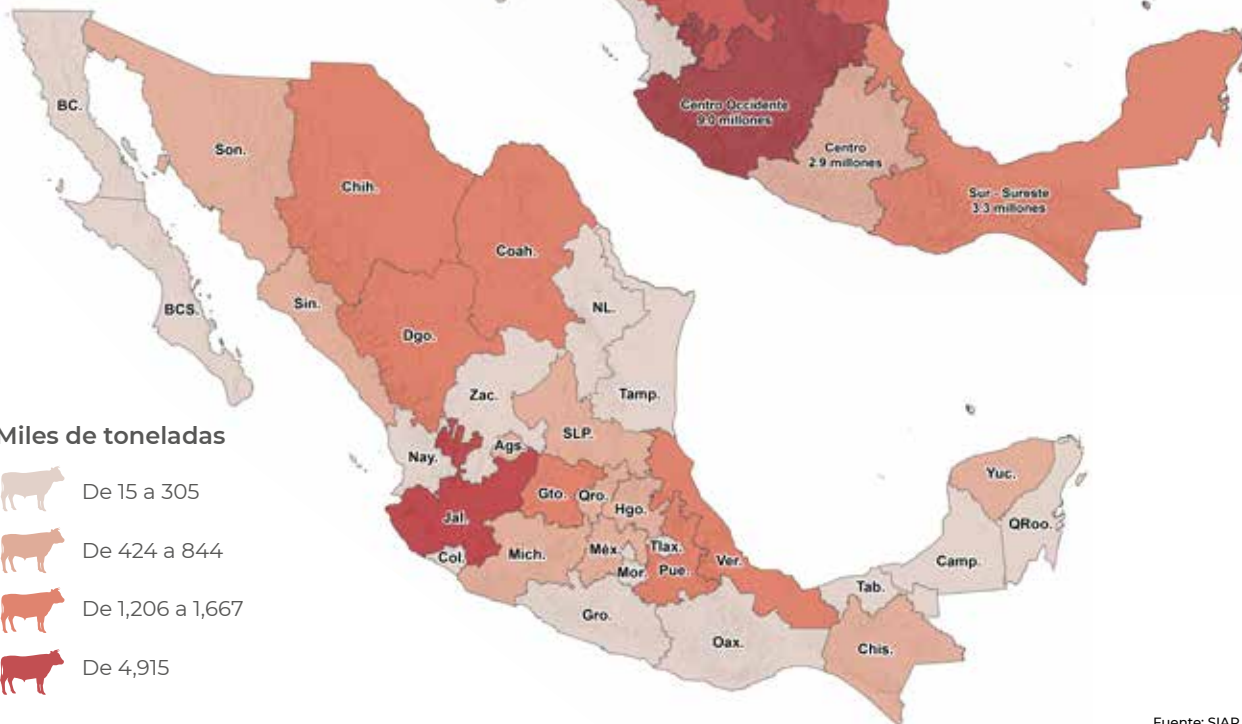 Centro Occidente
9.0 millones
Centro
2.9 millones
Sur - Sureste
3.3 millones
BC.
Son.
Chih.
Coah.
BCS.
Sin.
Dgo.
NL.
Zac.
Tamp.
Nay.
Ags.
SLP.
Jal.
Gto.
Qro.
Hgo.
Col.
Mich.
Méx.
Tlax.
Mor.
Pue.
Ver.
Gro.
Oax.
Tab.
Chis.
Camp.
Yuc.
QRoo.
Miles de toneladas
De 15 a 305
De 424 a 844
De 1,206 a 1,667
De 4,915
Fuente: SIAP